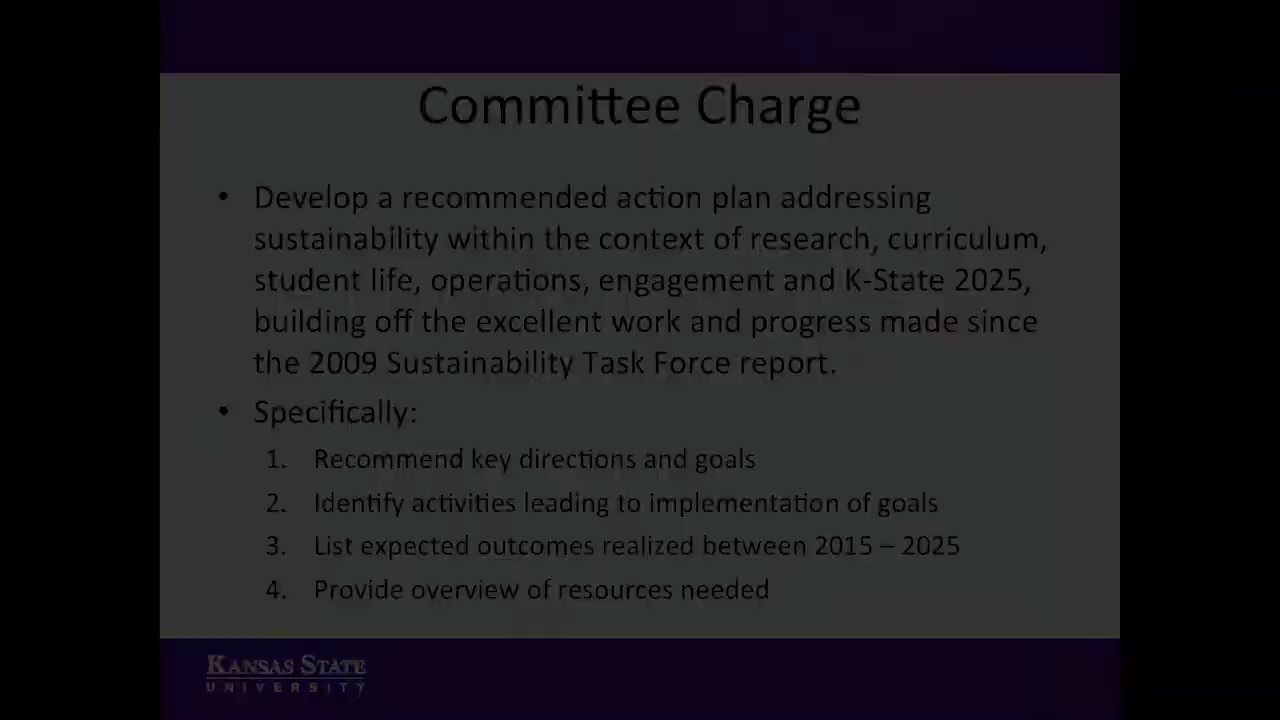 Committee Charge
• Develop a recommended action plan addressing
sustainability within the context of research, curriculum,
student life, operations, engagement and K-State 2025,
building off the excellent work and progress made since
the 2009 Sustainability Task Force report.
• Specifically:
1. Recommend key directions and goals
2. Identify activities leading to implementation of goals
3. List expected outcomes realized between 2015 – 2025
4. Provide overview of resources needed
KANSAS STATE
UNIVERSITY